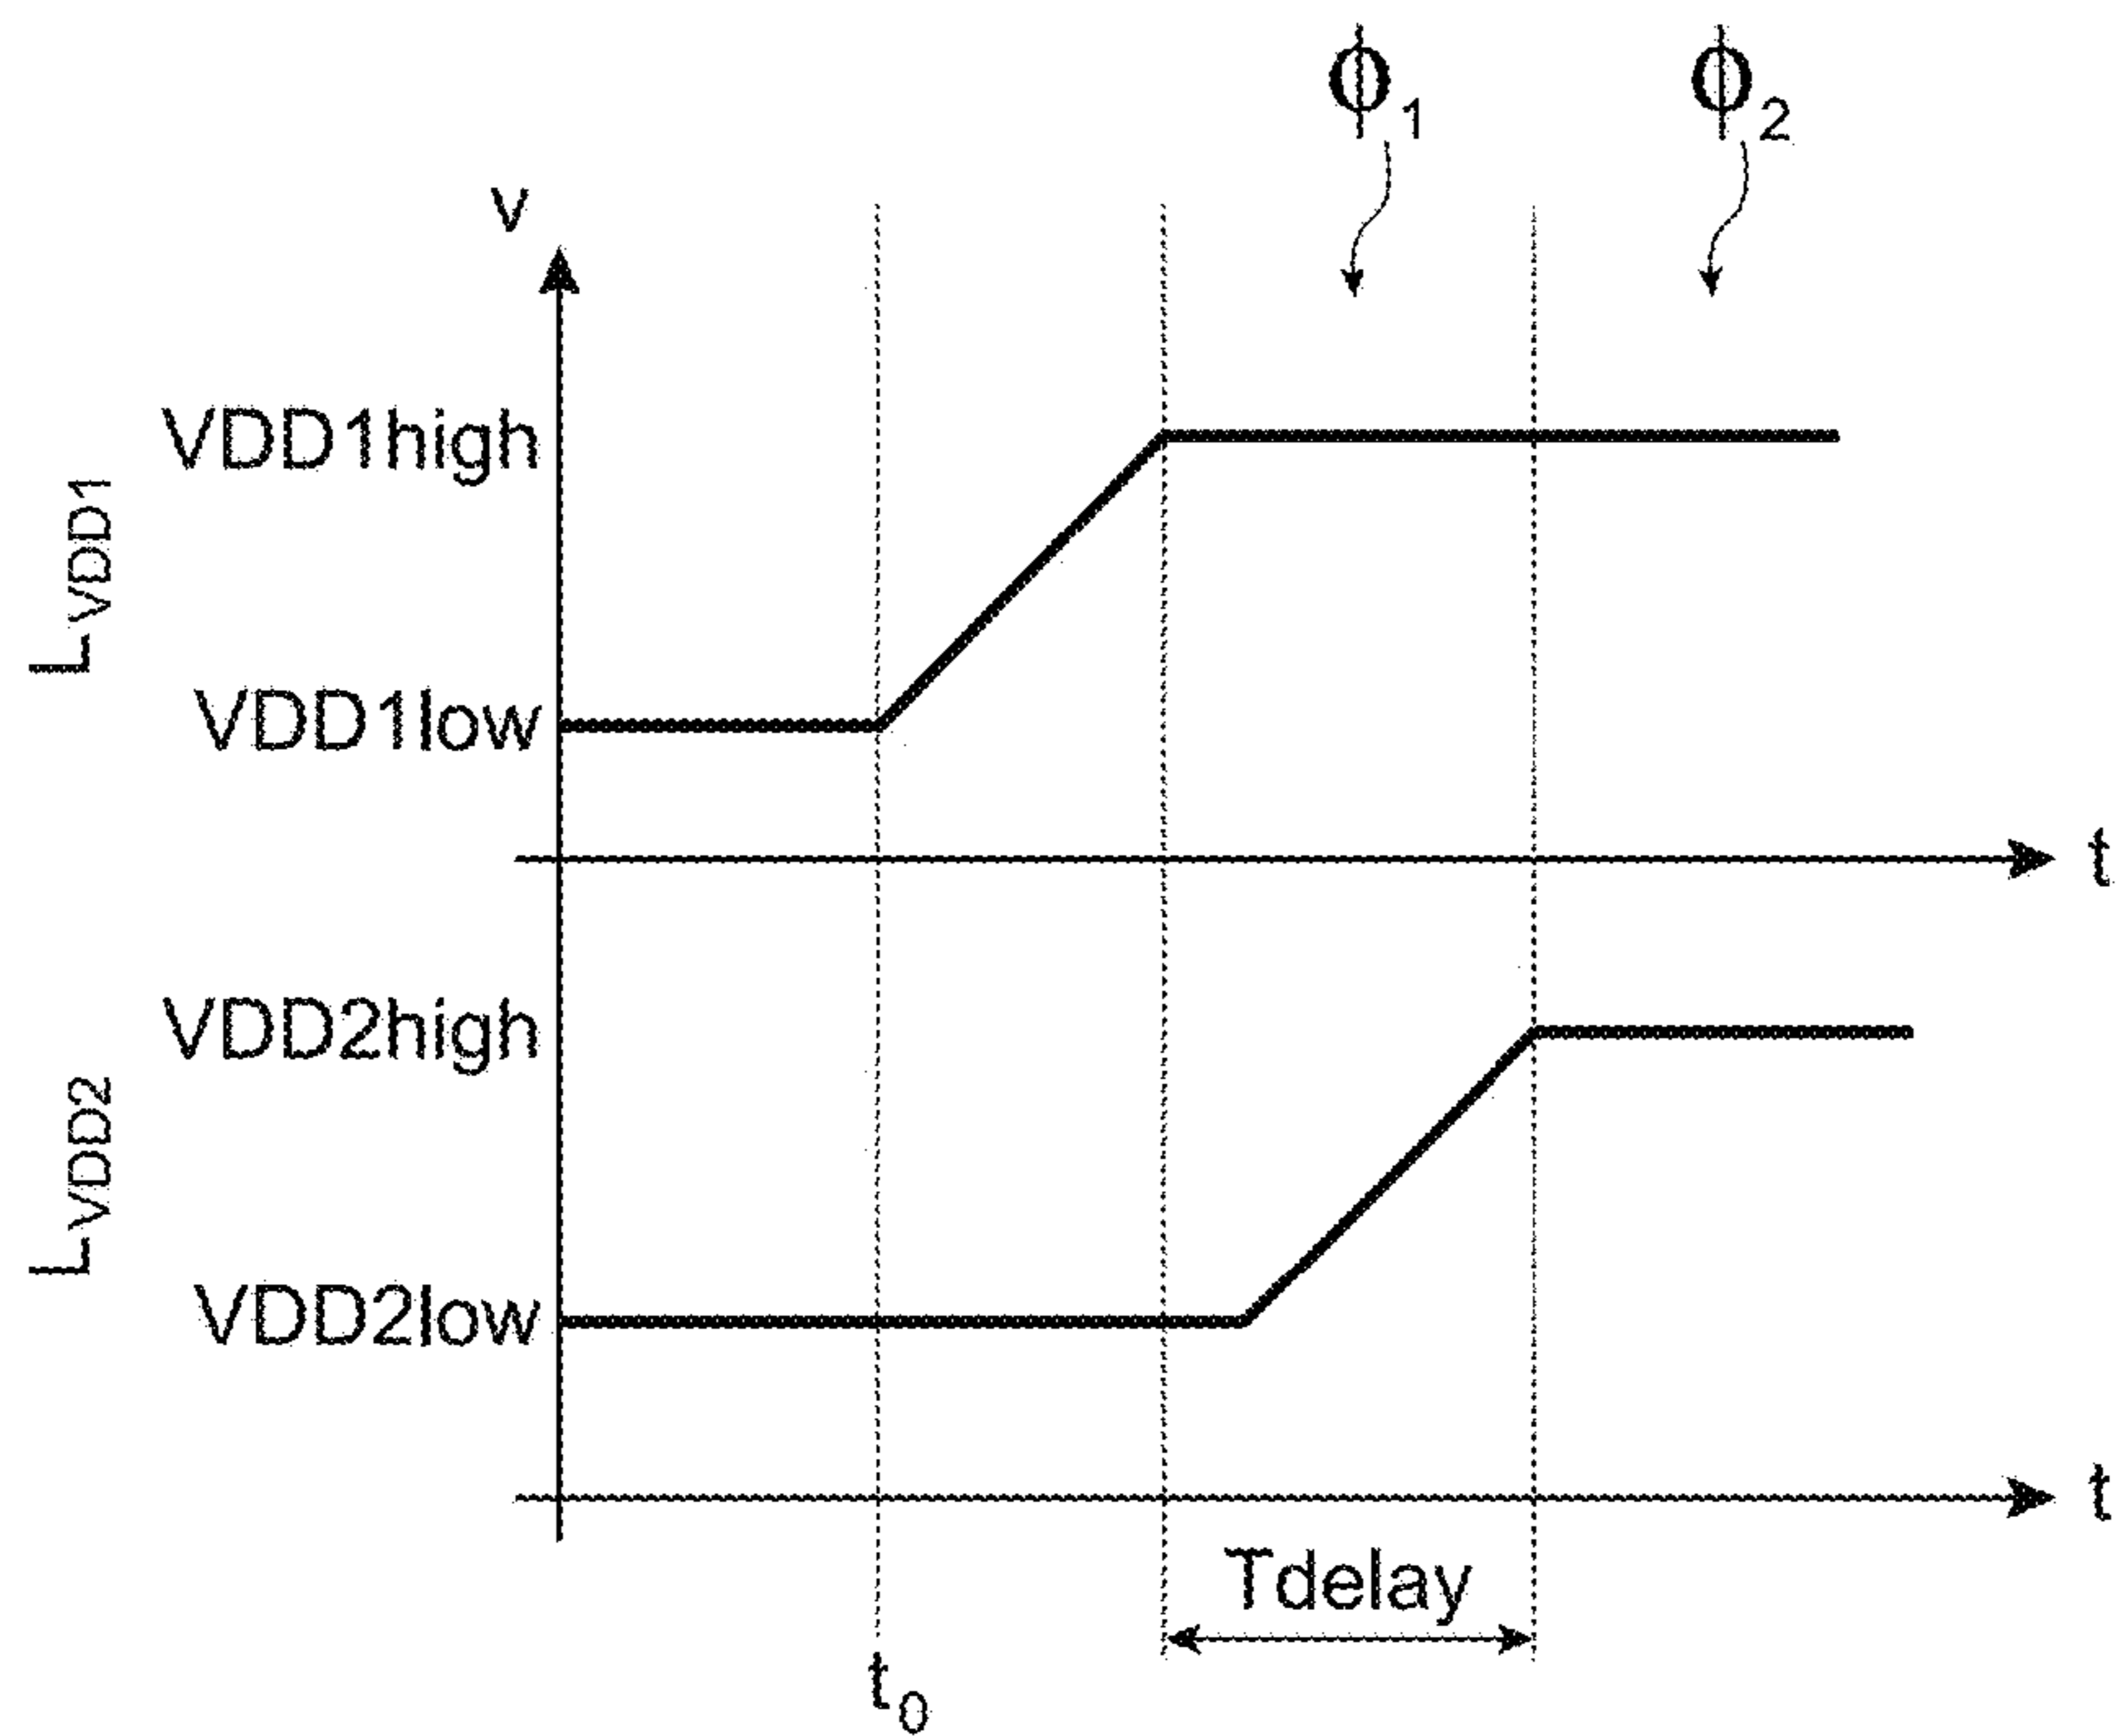 ϕ1
ϕ2
v
VDD1high
LVDD1
VDD1low
t
VDD2high
LVDD2
VDD2low
t
Tdelay
t0